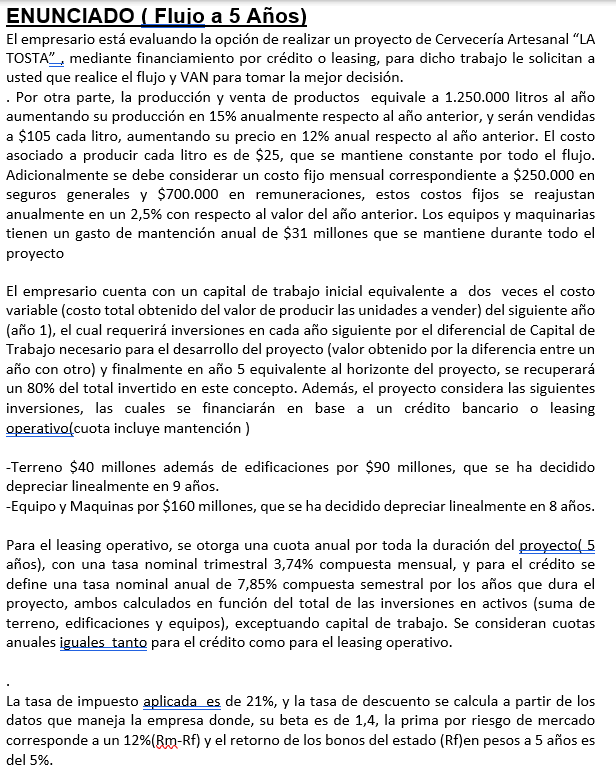 ENUNCIADO ( Flujo a 5 Años)
El empresario está evaluando la opción de realizar un proyecto de Cervecería Artesanal “LA
TOSTA” , mediante financiamiento por crédito o leasing, para dicho trabajo le solicitan a
usted que realice el flujo y VAN para tomar la mejor decisión.
. Por otra parte, la producción y venta de productos equivale a 1.250.000 litros al año
aumentando su producción en 15% anualmente respecto al año anterior, y serán vendidas
a $105 cada litro, aumentando su precio en 12% anual respecto al año anterior. El costo
asociado a producir cada litro es de $25, que se mantiene constante por todo el flujo.
Adicionalmente se debe considerar un costo fijo mensual correspondiente a $250.000 en
seguros generales y $700.000 en remuneraciones, estos costos fijos se reajustan
anualmente en un 2,5% con respecto al valor del año anterior. Los equipos y maquinarias
tienen un gasto de mantención anual de $31 millones que se mantiene durante todo el
proyecto
El empresario cuenta con un capital de trabajo inicial equivalente a dos veces el costo
variable (costo total obtenido del valor de producir las unidades a vender) del siguiente año
(año 1), el cual requerirá inversiones en cada año siguiente por el diferencial de Capital de
Trabajo necesario para el desarrollo del proyecto (valor obtenido por la diferencia entre un
año con otro) y finalmente en año 5 equivalente al horizonte del proyecto, se recuperará
un 80% del total invertido en este concepto. Además, el proyecto considera las siguientes
inversiones, las cuales se financiarán en base a un crédito bancario o leasing
operativo(cuota incluye mantención )
-Terreno $40 millones además de edificaciones por $90 millones, que se ha decidido
depreciar linealmente en 9 años.
-Equipo y Maquinas por $160 millones, que se ha decidido depreciar linealmente en 8 años.
Para el leasing operativo, se otorga una cuota anual por toda la duración del proyecto( 5
años), con una tasa nominal trimestral 3,74% compuesta mensual, y para el crédito se
define una tasa nominal anual de 7,85% compuesta semestral por los años que dura el
proyecto, ambos calculados en función del total de las inversiones en activos (suma de
terreno, edificaciones y equipos), exceptuando capital de trabajo. Se consideran cuotas
anuales iguales tanto para el crédito como para el leasing operativo.
.
La tasa de impuesto aplicada es de 21%, y la tasa de descuento se calcula a partir de los
datos que maneja la empresa donde, su beta es de 1,4, la prima por riesgo de mercado
corresponde a un 12%(Rm-Rf) y el retorno de los bonos del estado (Rf)en pesos a 5 años es
del 5%.